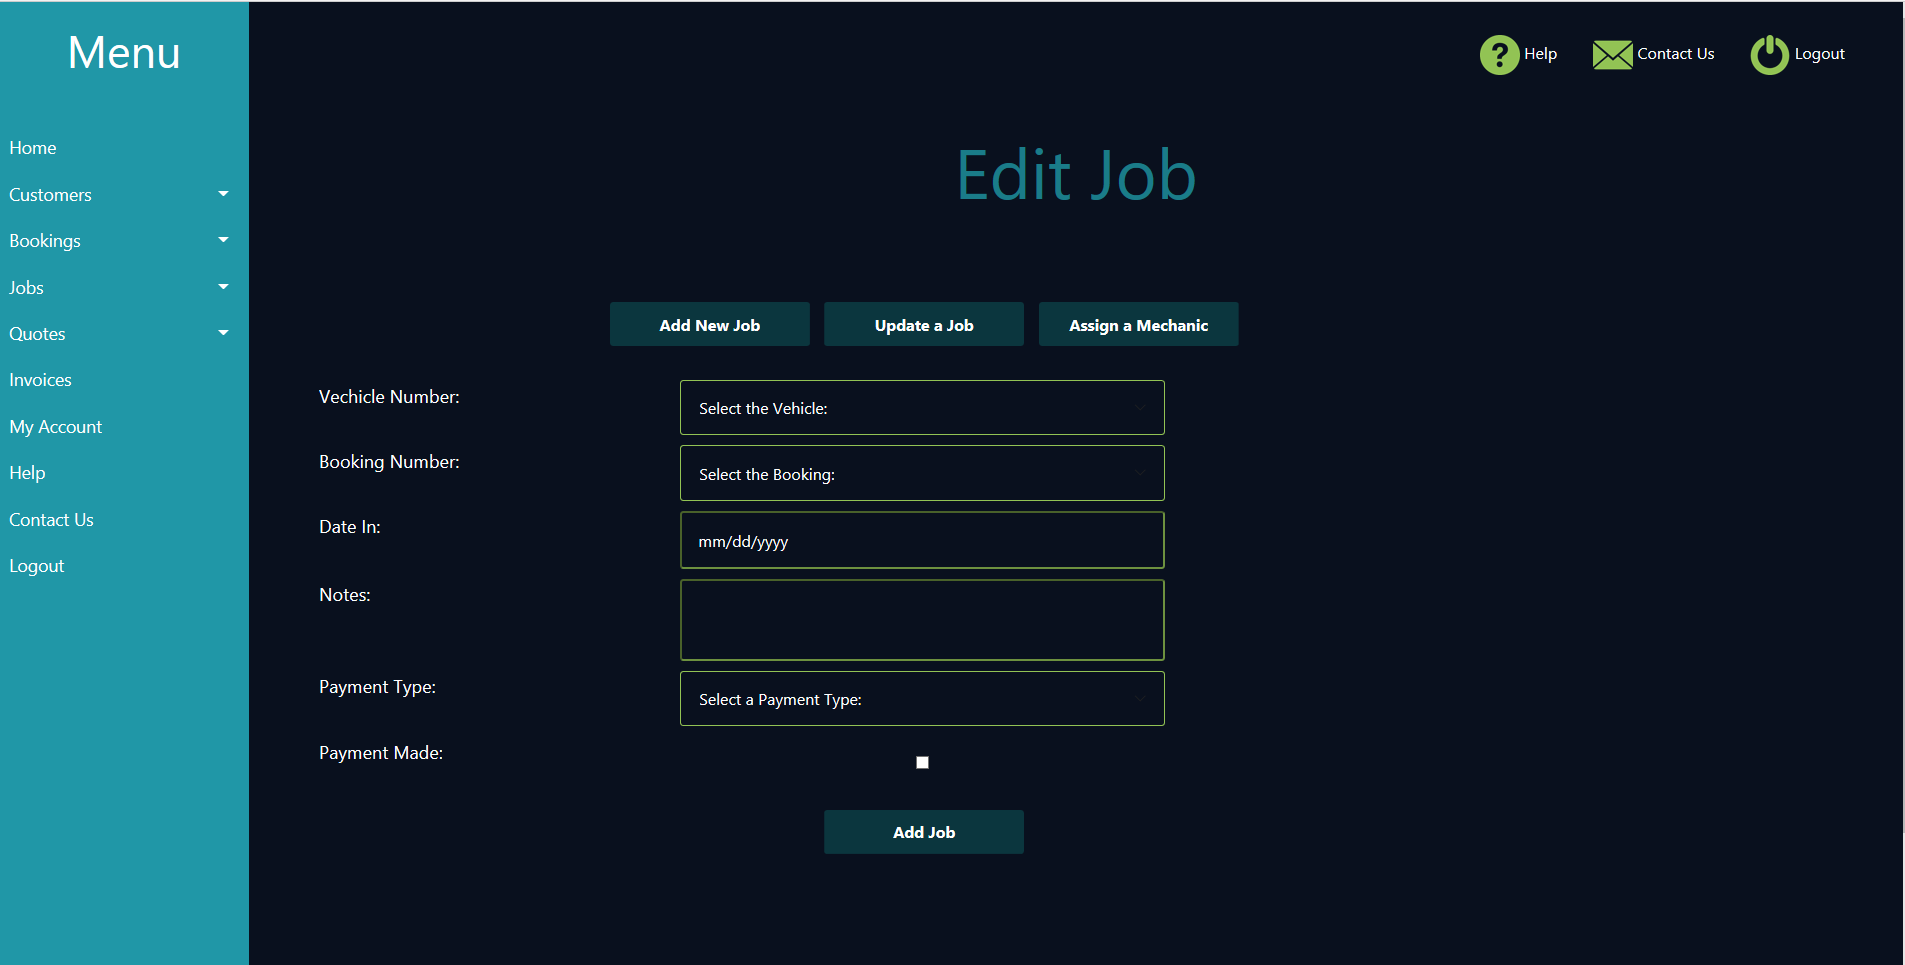 Menu
Help
Contact Us
Logout
Home
Customers
Bookings
Jobs
Quotes
Invoices
My Account
Help
Contact Us
Logout
Edit Job
Add New Job
Update a Job
Assign a Mechanic
Vechicle Number:
Select the Vehicle:
Booking Number:
Select the Booking:
Date In:
mm/dd/yyyy
Notes:
Payment Type:
Select a Payment Type:
Payment Made:
Add Job